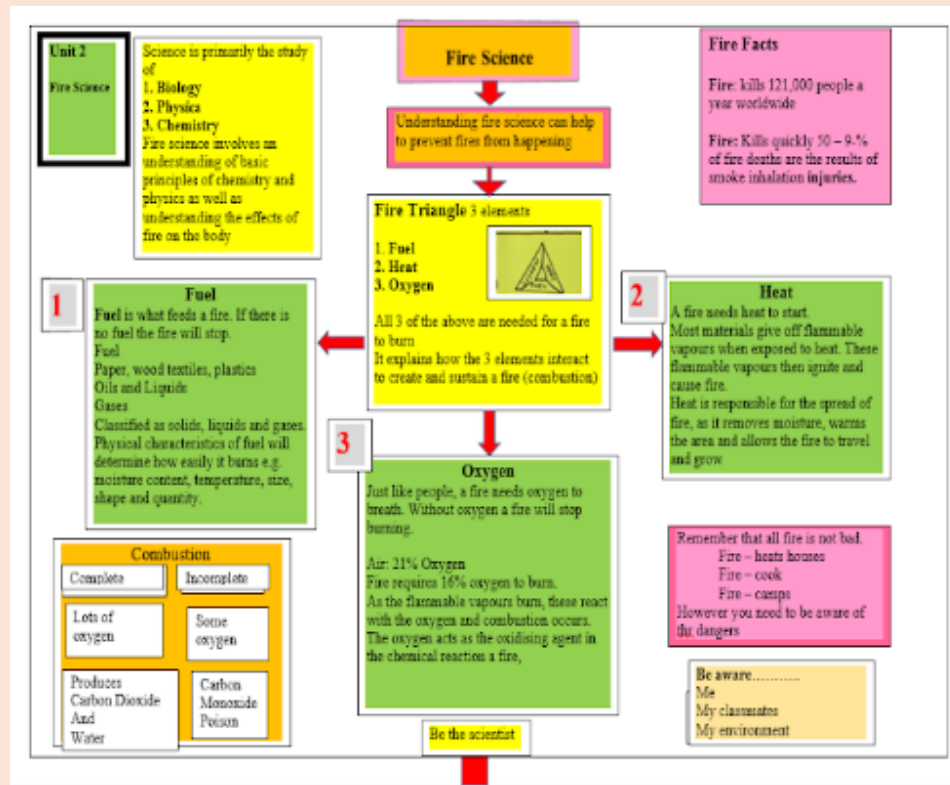 Unit 2
Fire Science
Science is primarily the study
of
1. Biology
2. Physics
3. Chemistry
Fire science involves an
understanding of basic
principles of chemistry and
physics as well as
understanding the effects of
fire on the body
Fire Science
Understanding fire science can help
to prevent fires from happening
Fire Facts
Fire: kills 121,000 people a
year worldwide
Fire: Kills quickly 50 – 9-%
of fire deaths are the results of
smoke inhalation injuries.
Fire Triangle 3 elements
1. Fuel
2. Heat
3. Oxygen
All 3 of the above are needed for a fire
to burn
It explains how the 3 elements interact
to create and sustain a fire (combustion)
1
Fuel
Fuel is what feeds a fire. If there is
no fuel the fire will stop.
Fuel
Paper, wood textiles, plastics
Oils and Liquids
Gases
Classified as solids, liquids and gases.
Physical characteristics of fuel will
determine how easily it burns e.g.
moisture content, temperature, size,
shape and quantity.
2
Heat
A fire needs heat to start.
Most materials give off flammable
vapours when exposed to heat. These
flammable vapours then ignite and
cause fire.
Heat is responsible for the spread of
fire, as it removes moisture, warms
the area and allows the fire to travel
and grow
3
Oxygen
Just like people, a fire needs oxygen to
breath. Without oxygen a fire will stop
burning.
Air: 21% Oxygen
Fire requires 16% oxygen to burn.
As the flammable vapours burn, these react
with the oxygen and combustion occurs.
The oxygen acts as the oxidising agent in
the chemical reaction a fire,
Combustion
Complete
Incomplete
Lots of
oxygen
Some
oxygen
Produces
Carbon Dioxide
And
Water
Carbon
Monoxide
Poison
Remember that all fire is not bad.
Fire – heats houses
Fire – cook
Fire – camps
However you need to be aware of
thr dangers
Be aware.............
Me
My classmates
My environment
Be the scientist